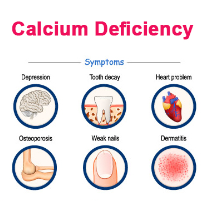 Calcium Deficiency
Symptoms
Depression Tooth decay Heart problem
Osteoporosis Weak nails Dermatitis